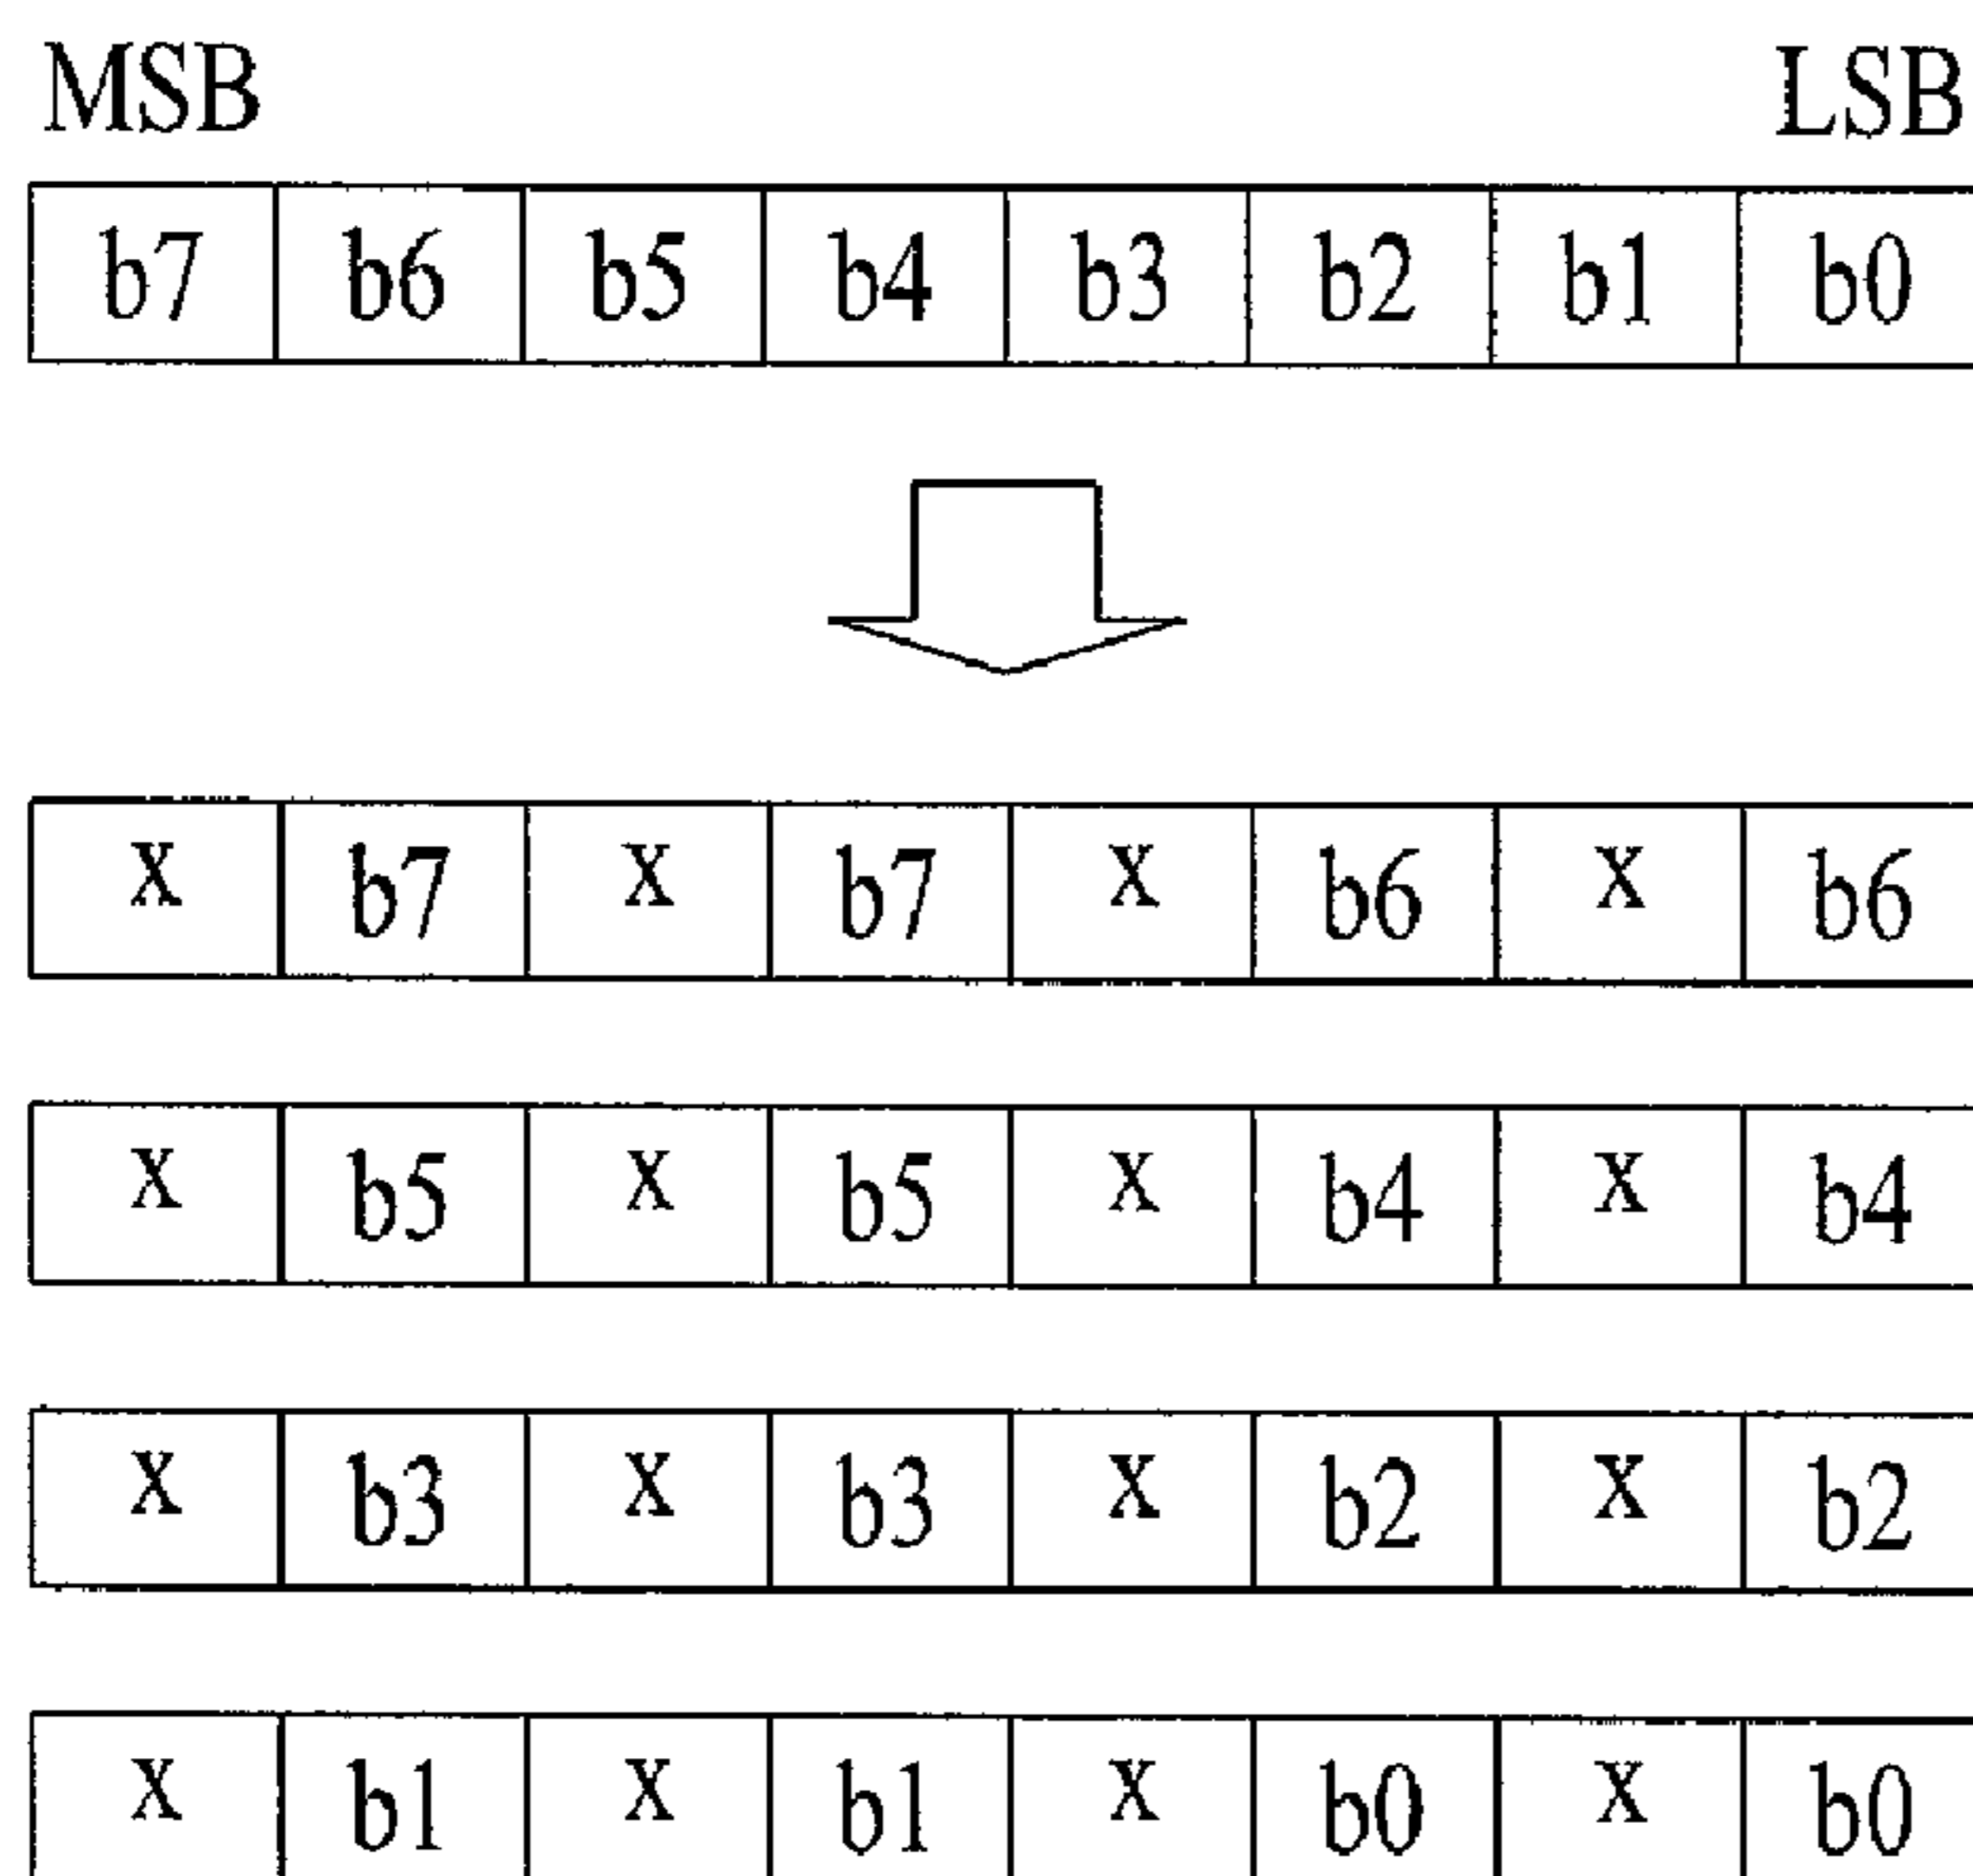 MSB LSB
b7 b6 b5 b4 b3 b2 b1 b0
x b7 x b7 x b6 x b6
x b5 x b5 x b4 x b4
x b3 x b3 x b2 x b2
x b1 x b1 x b0 x b0